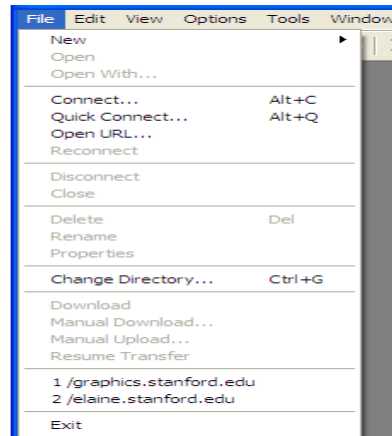 File Edit View Options Tools Window
New
Open
Open With...
Connect... Alt+C
Quick Connect... Alt+Q
Open URL...
Reconnect
Disconnect
Close
Delete Del
Rename
Properties
Change Directory... Ctrl+G
Download
Manual Download...
Manual Upload...
Resume Transfer
1 /graphics.stanford.edu
2 /elaine.stanford.edu
Exit